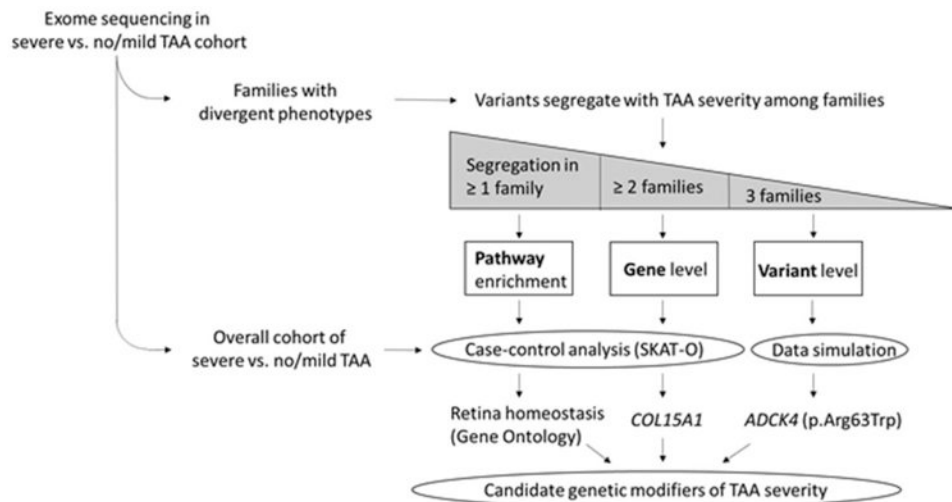 Exome sequencing in
severe vs. no/mild TAA cohort
Families with
divergent phenotypes
Variants segregate with TAA severity among families
Segregation in
≥ 1 family
≥ 2 families
3 families
Pathway
enrichment
Gene level
Variant level
Overall cohort of
severe vs. no/mild TAA
Case-control analysis (SKAT-O)
Data simulation
Retina homeostasis
(Gene Ontology)
COL15A1
ADCK4 (p.Arg63Trp)
Candidate genetic modifiers of TAA severity